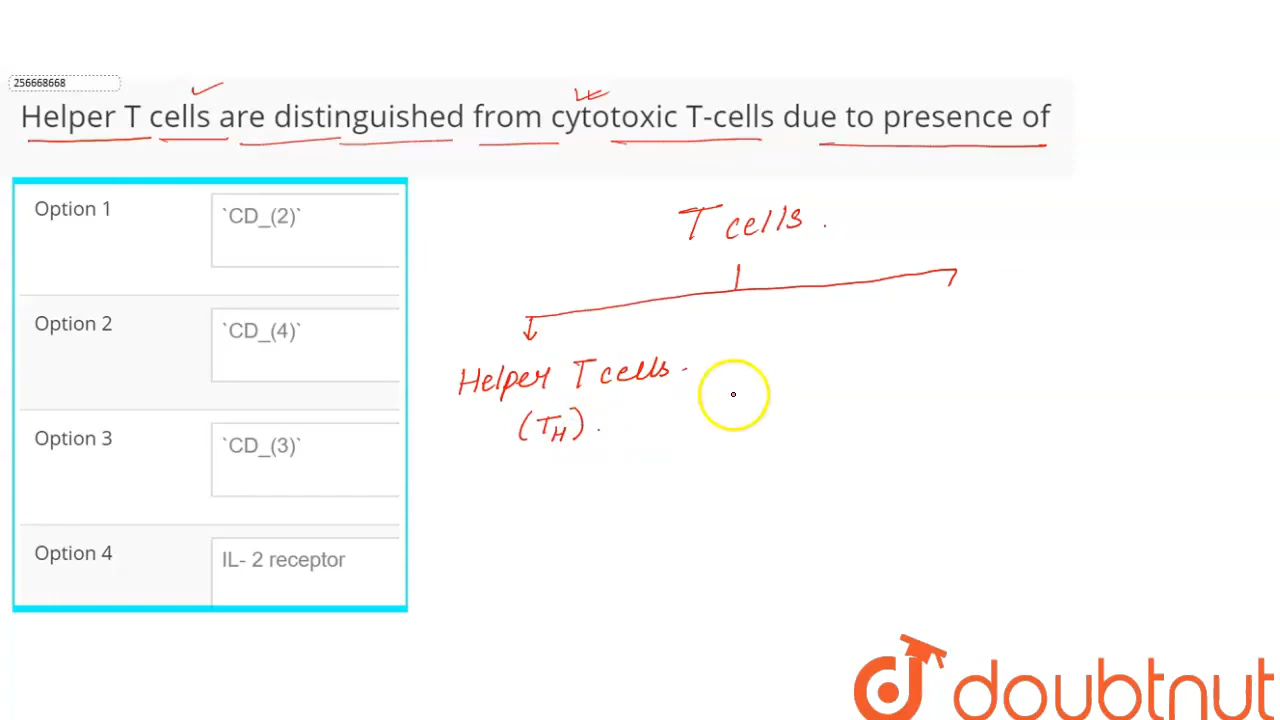 256668668
Helper T cells are distinguished from cytotoxic T-cells due to presence of
Option 1 `CD_(2)`
Option 2 `CD_(4)`
Option 3 `CD_(3)`
Option 4 IL- 2 receptor
T cells.
Helper T cells.
(TH).
doubtnut